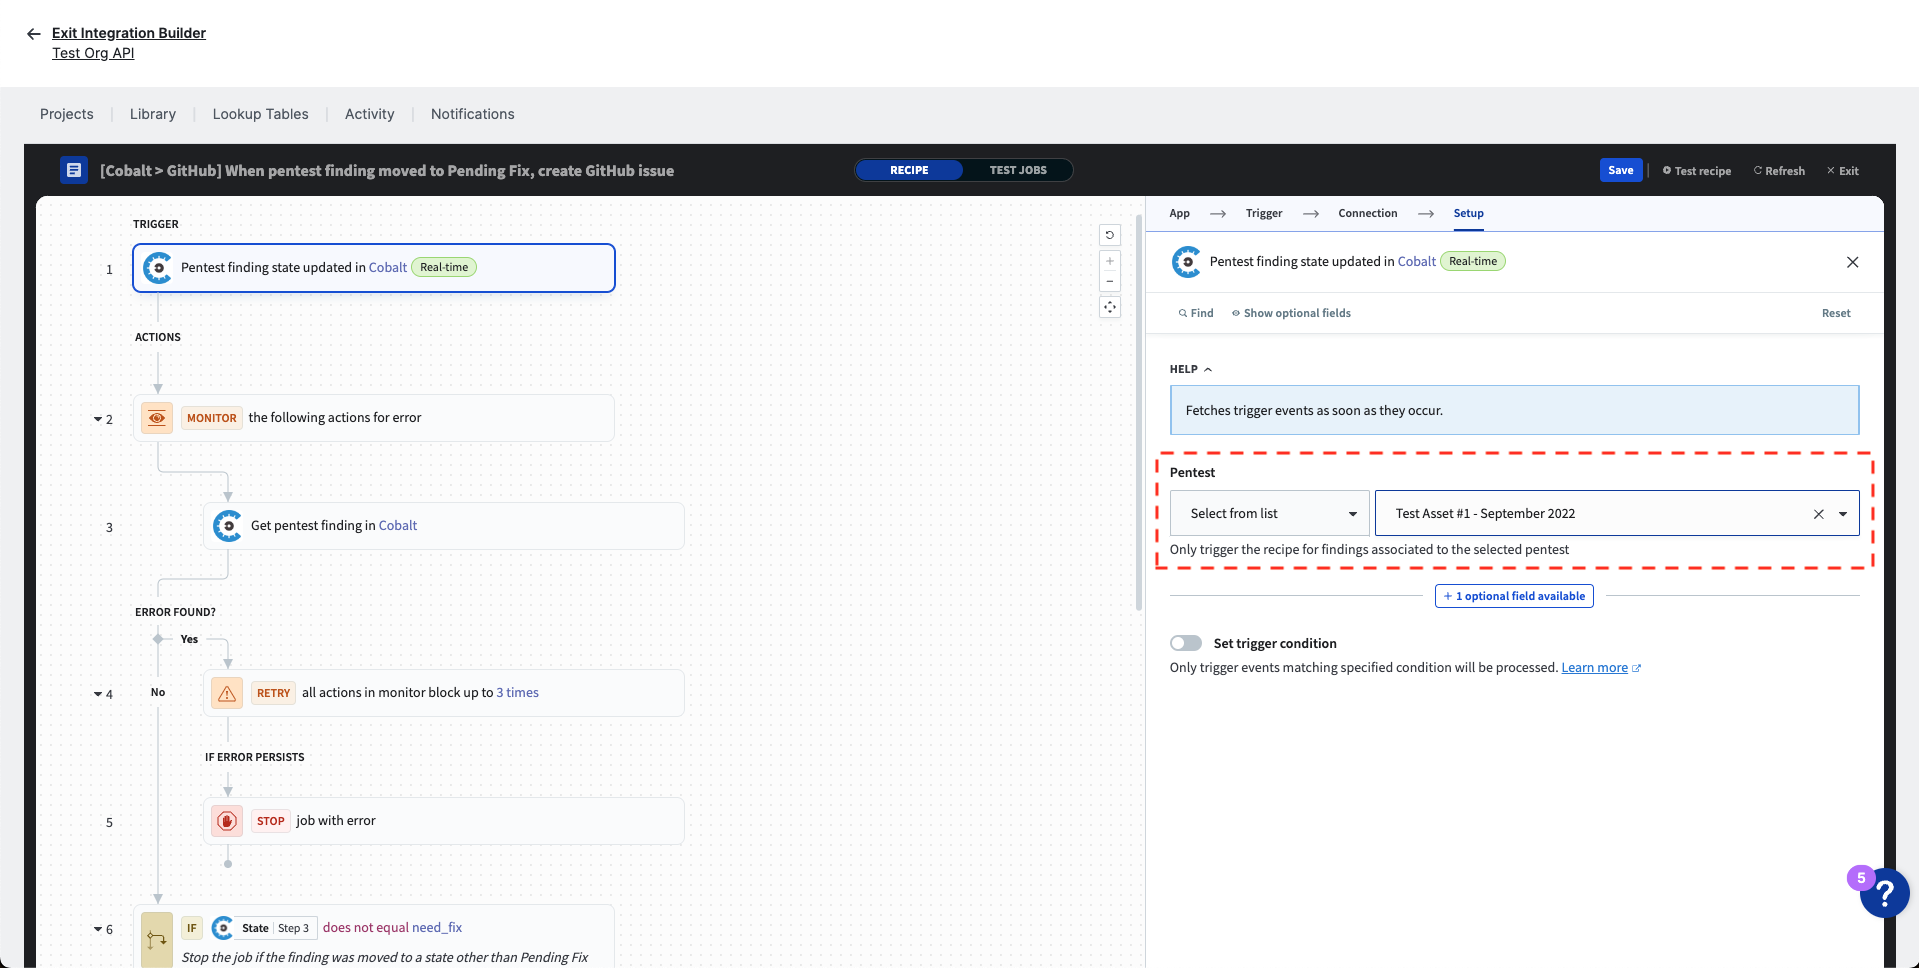 Exit Integration Builder
Test Org API
Projects
Library
Lookup Tables
Activity
Notifications
[Cobalt > GitHub] When pentest finding moved to Pending Fix, create GitHub issue
RECIPE
TEST JOBS
Save
Test recipe
Refresh
Exit
TRIGGER
1
Pentest finding state updated in Cobalt Real-time
ACTIONS
2
MONITOR the following actions for error
3
Get pentest finding in Cobalt
ERROR FOUND?
Yes
No
4
RETRY all actions in monitor block up to 3 times
IF ERROR PERSISTS
5
STOP job with error
6
IF State Step 3 does not equal need_fix
Stop the job if the finding was moved to a state other than Pending Fix
App
Trigger
Connection
Setup
Pentest finding state updated in Cobalt Real-time
Find
Show optional fields
Reset
HELP
Fetches trigger events as soon as they occur.
Pentest
Select from list
Test Asset #1 - September 2022
Only trigger the recipe for findings associated to the selected pentest
+ 1 optional field available
Set trigger condition
Only trigger events matching specified condition will be processed. Learn more
5
?